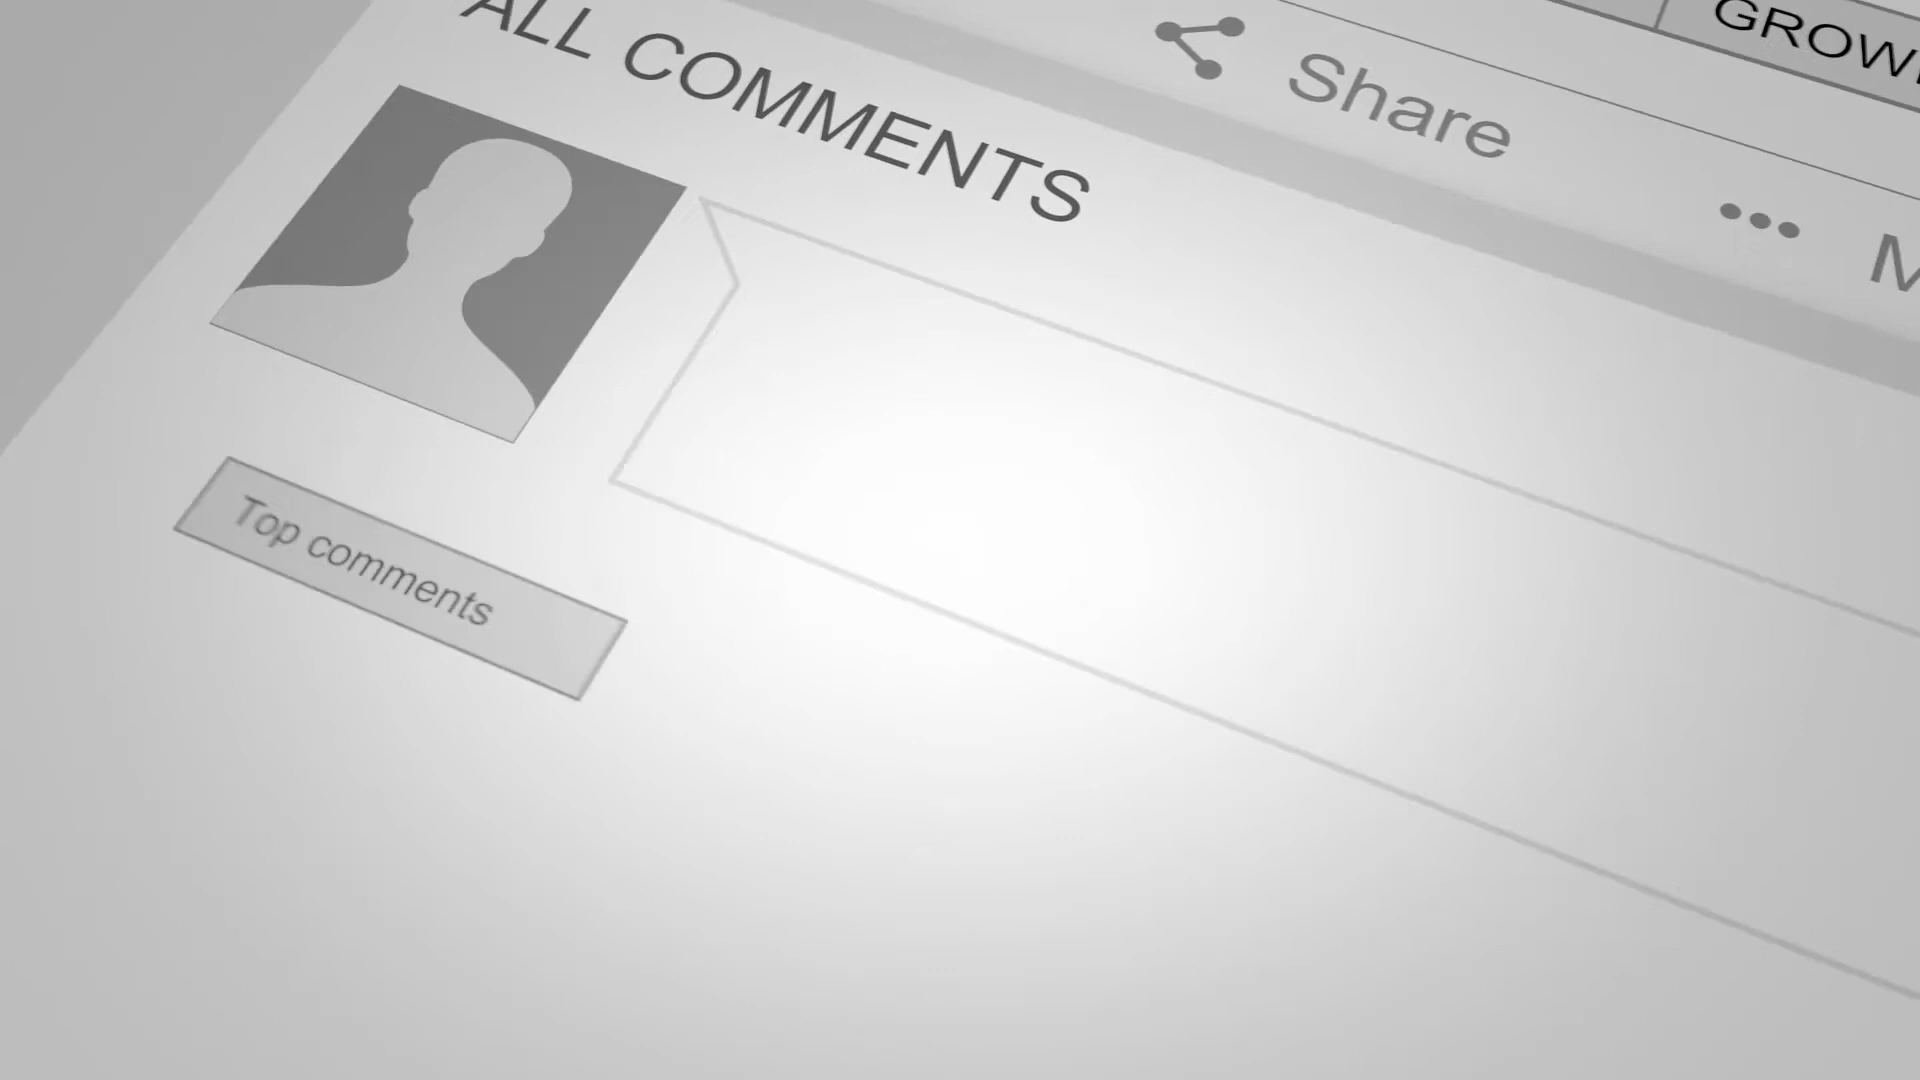 GROW
Share
M
ALL COMMENTS
Top comments